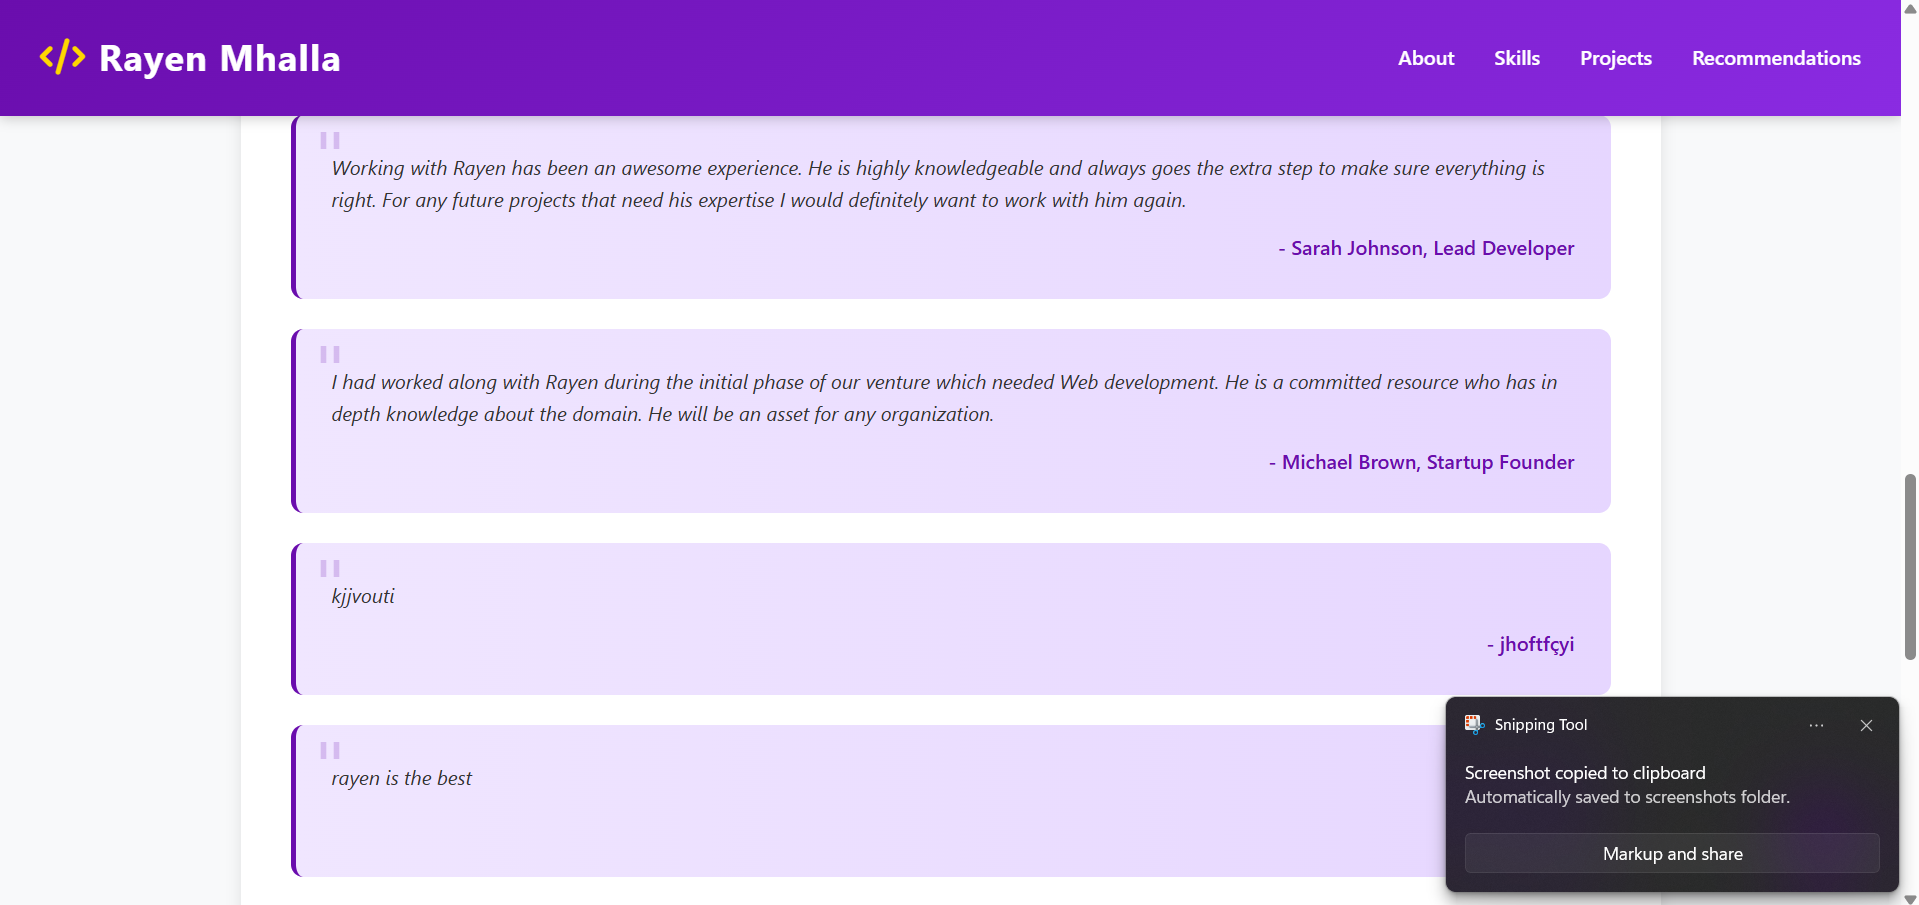 </> Rayen Mhalla
About
Skills
Projects
Recommendations
"
Working with Rayen has been an awesome experience. He is highly knowledgeable and always goes the extra step to make sure everything is
right. For any future projects that need his expertise I would definitely want to work with him again.
- Sarah Johnson, Lead Developer
"
I had worked along with Rayen during the initial phase of our venture which needed Web development. He is a committed resource who has in
depth knowledge about the domain. He will be an asset for any organization.
- Michael Brown, Startup Founder
"
kjjvouti
- jhoftfçyi
"
rayen is the best
Snipping Tool
Screenshot copied to clipboard
Automatically saved to screenshots folder.
Markup and share